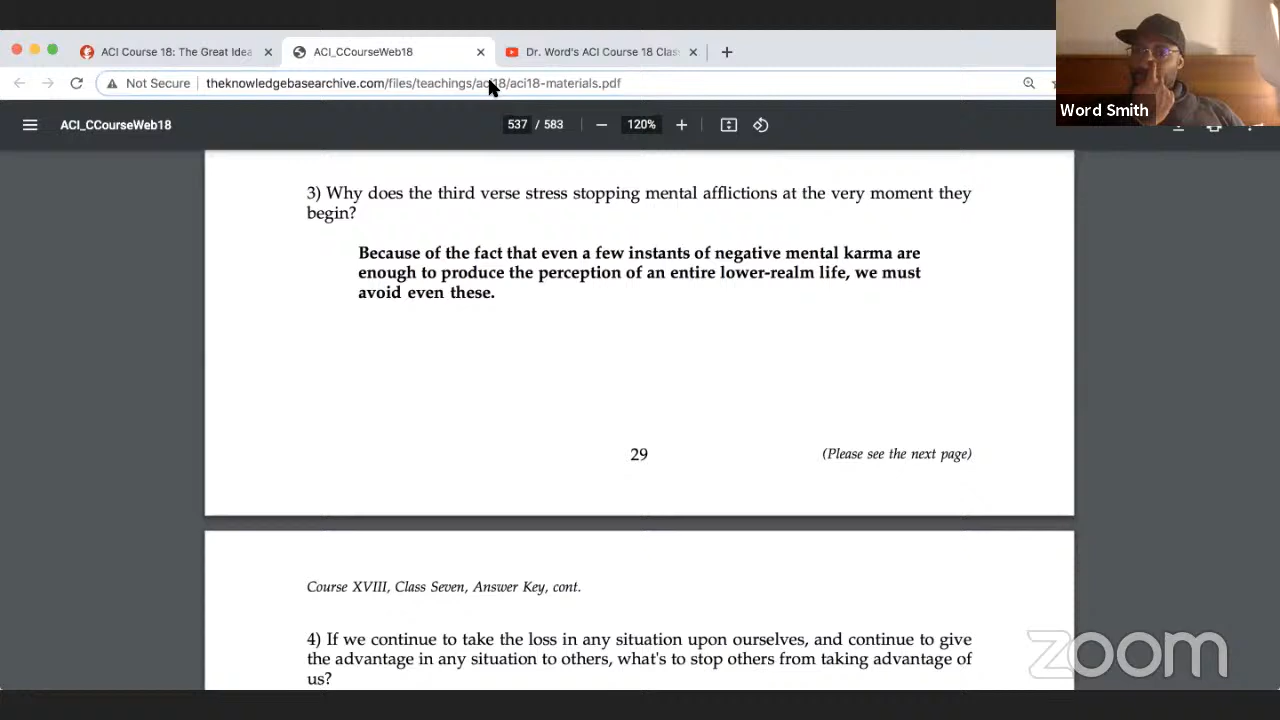 ACI Course 18: The Great Idea
ACI_CCourseWeb18
Dr. Word's ACI Course 18 Clas
Not Secure
theknowledgebasearchive.com/files/teachings/aci18/aci18-materials.pdf
Word Smith
ACI_CCourseWeb18
537 / 583
120%
3) Why does the third verse stress stopping mental afflictions at the very moment they
begin?
Because of the fact that even a few instants of negative mental karma are
enough to produce the perception of an entire lower-realm life, we must
avoid even these.
29
(Please see the next page)
Course XVIII, Class Seven, Answer Key, cont.
4) If we continue to take the loss in any situation upon ourselves, and continue to give
the advantage in any situation to others, what's to stop others from taking advantage of
us?
zoom